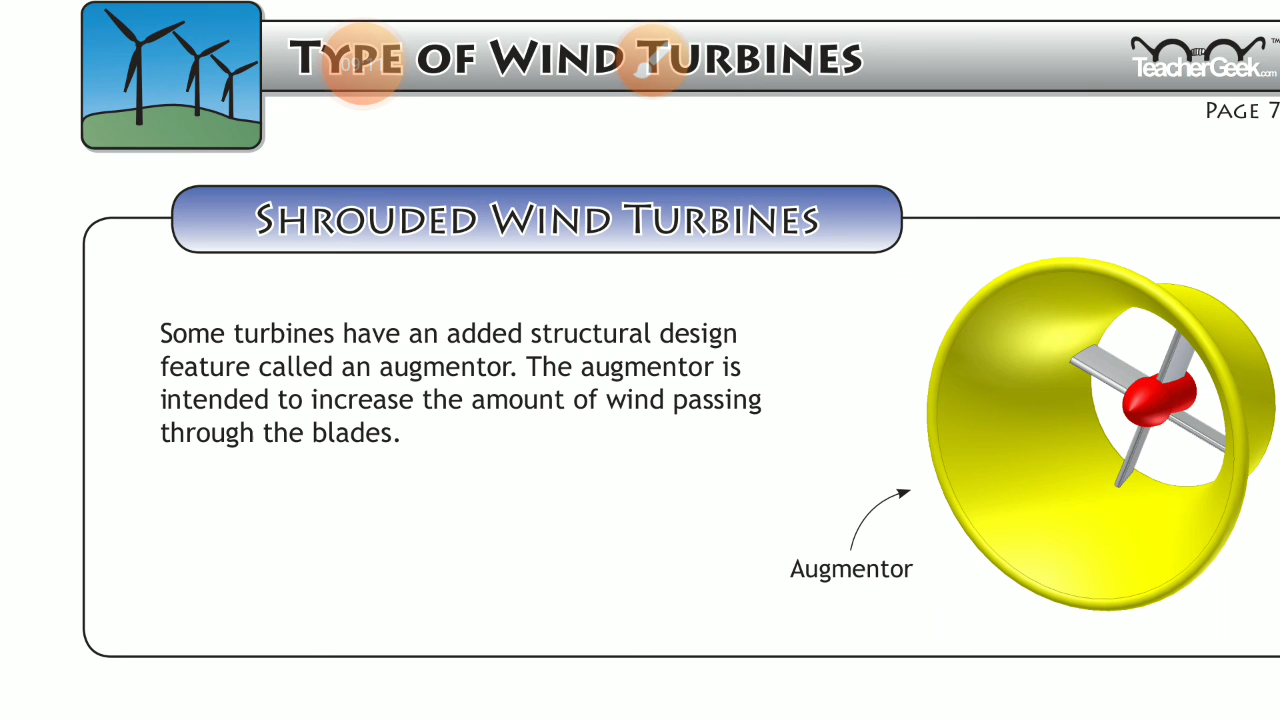 Type of Wind Turbines
TeacherGeek.com
TM
Page 7
Shrouded Wind Turbines
Some turbines have an added structural design
feature called an augmentor. The augmentor is
intended to increase the amount of wind passing
through the blades.
Augmentor